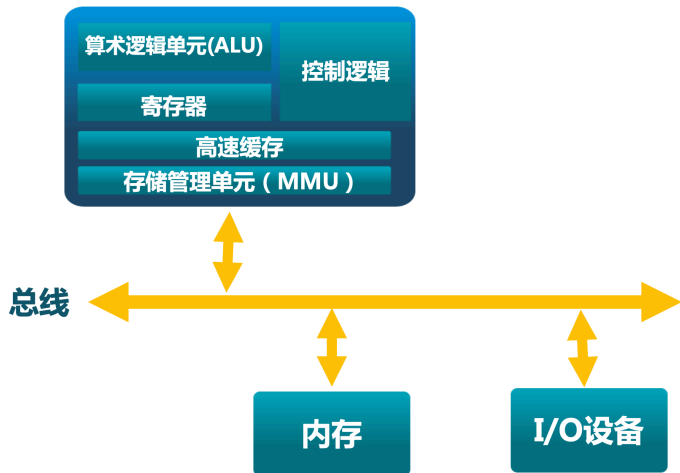 算术逻辑单元(ALU)
控制逻辑
寄存器
高速缓存
存储管理单元（MMU）
总线
内存
I/O设备